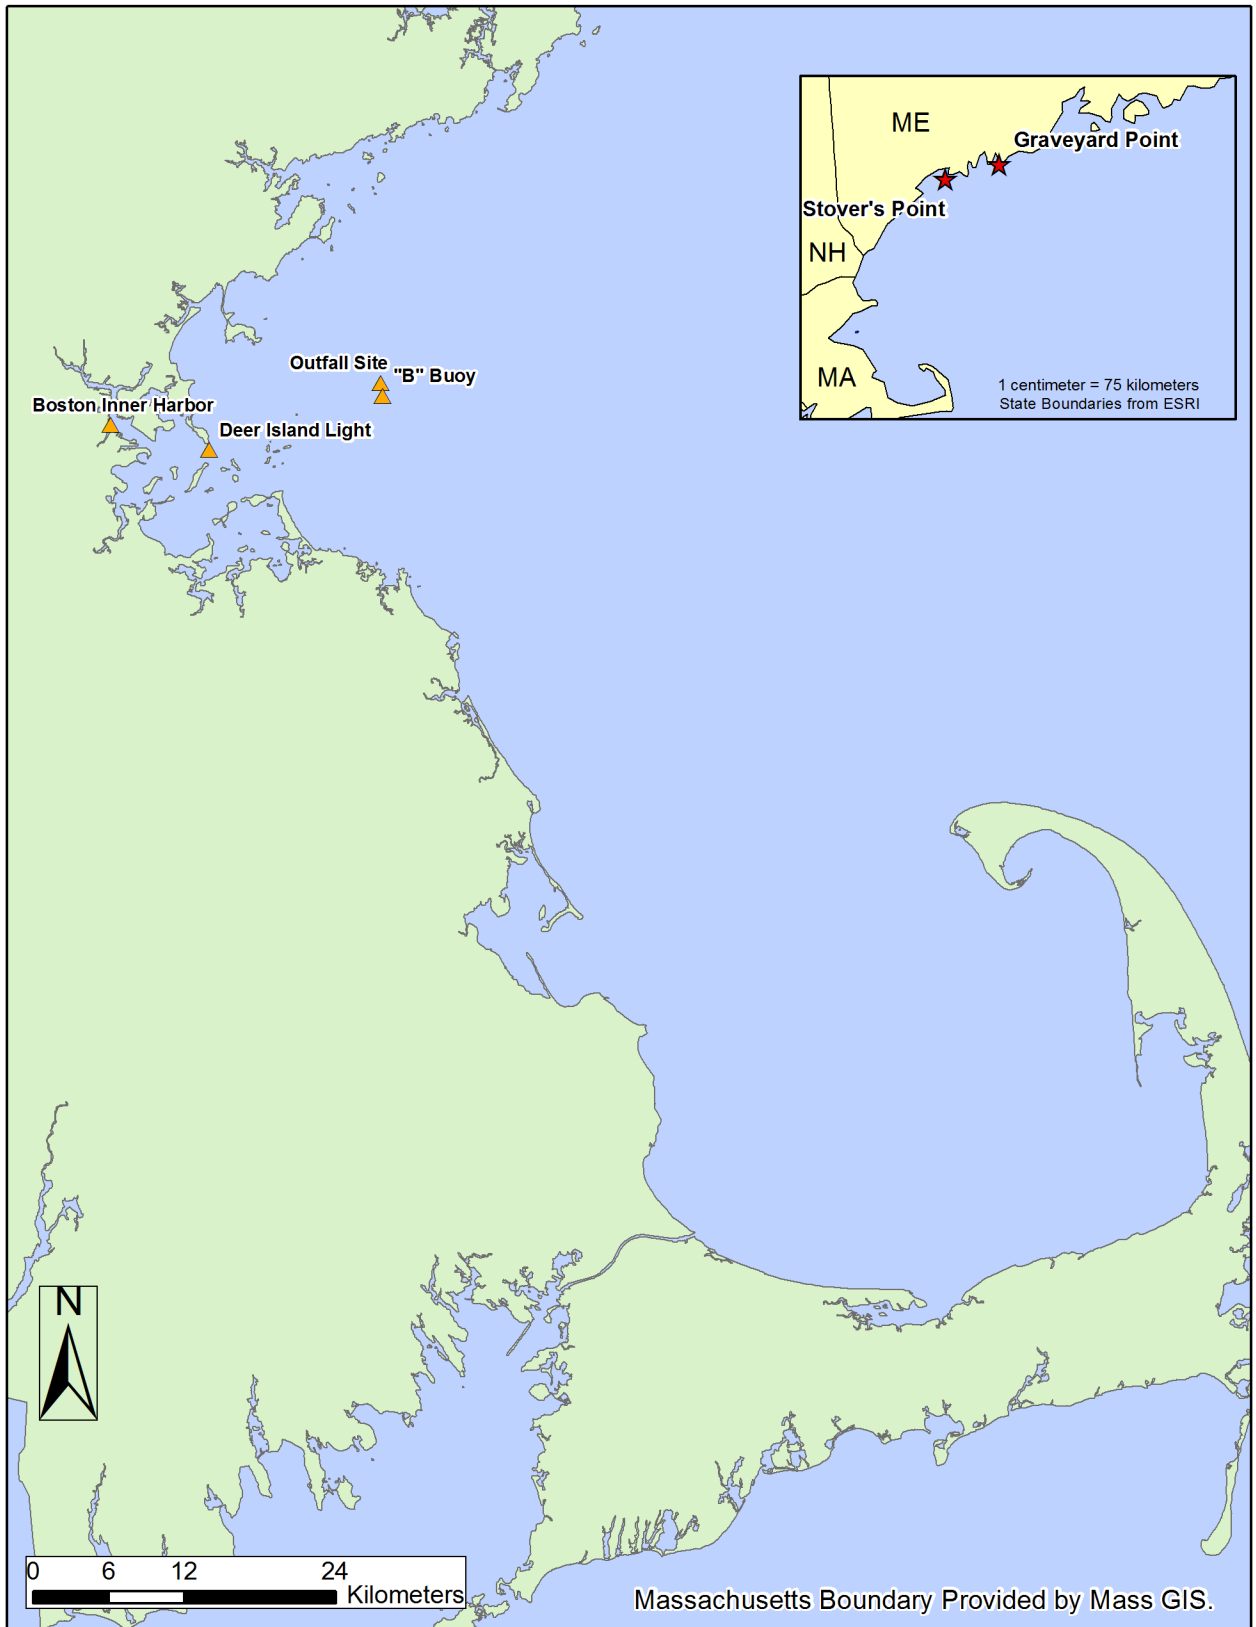 ME
Graveyard Point
Stover's Point
NH
MA
1 centimeter = 75 kilometers
State Boundaries from ESRI
Outfall Site
"B" Buoy
Boston Inner Harbor
Deer Island Light
N
0 6 12 24
Kilometers
Massachusetts Boundary Provided by Mass GIS.